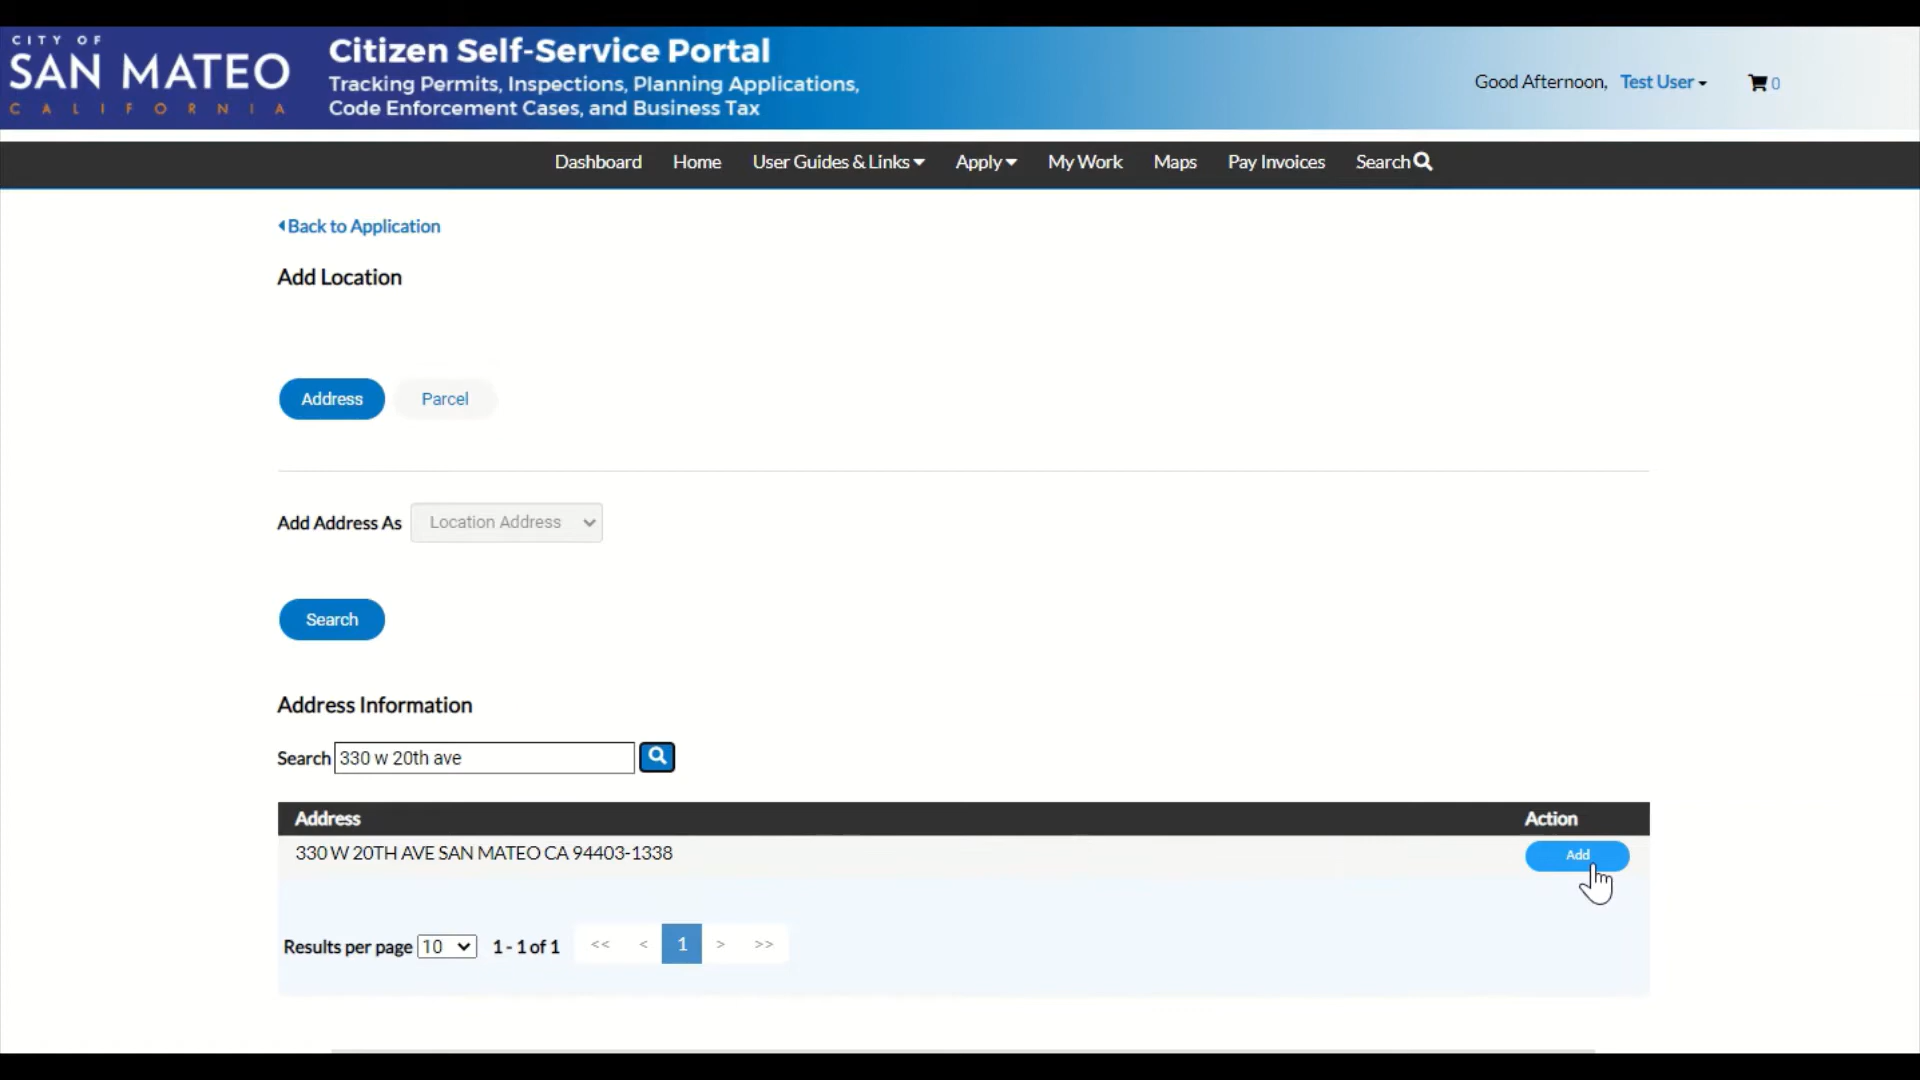 CITY OF
SAN MATEO
CALIFORNIA
Citizen Self-Service Portal
Tracking Permits, Inspections, Planning Applications,
Code Enforcement Cases, and Business Tax
Good Afternoon, Test User 0
Dashboard Home User Guides & Links Apply My Work Maps Pay Invoices Search
Back to Application
Add Location
Address Parcel
Add Address As Location Address
Search
Address Information
Search 330 w 20th ave
Address Action
330 W 20TH AVE SAN MATEO CA 94403-1338 Add
Results per page 10 1 - 1 of 1 << < 1 > >>